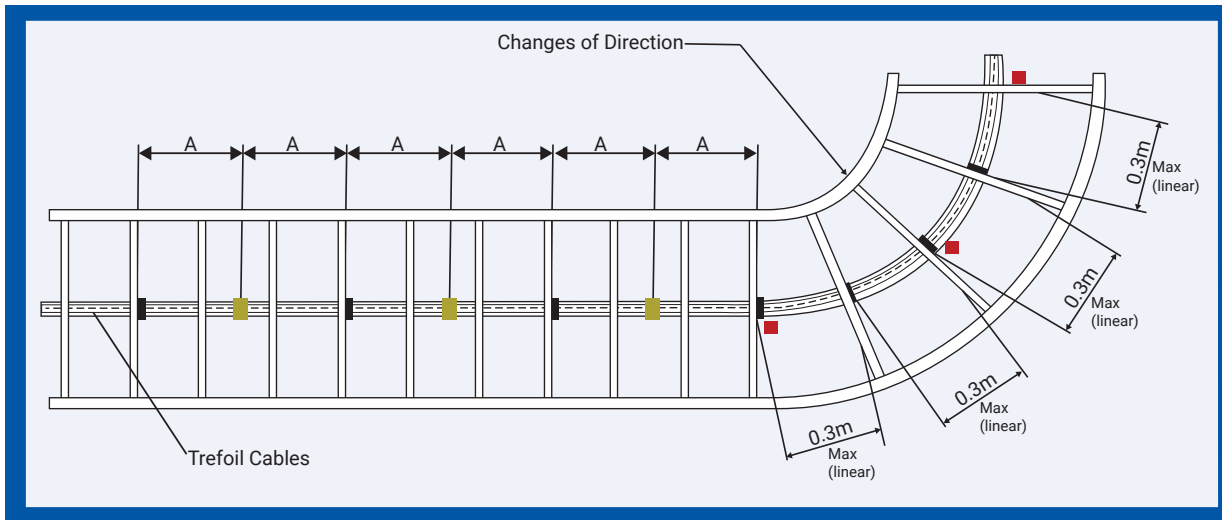 Changes of Direction
A
A
A
A
A
A
0.3m
Max
(linear)
0.3m
Max
(linear)
0.3m
Max
(linear)
0.3m
Max
(linear)
Trefoil Cables